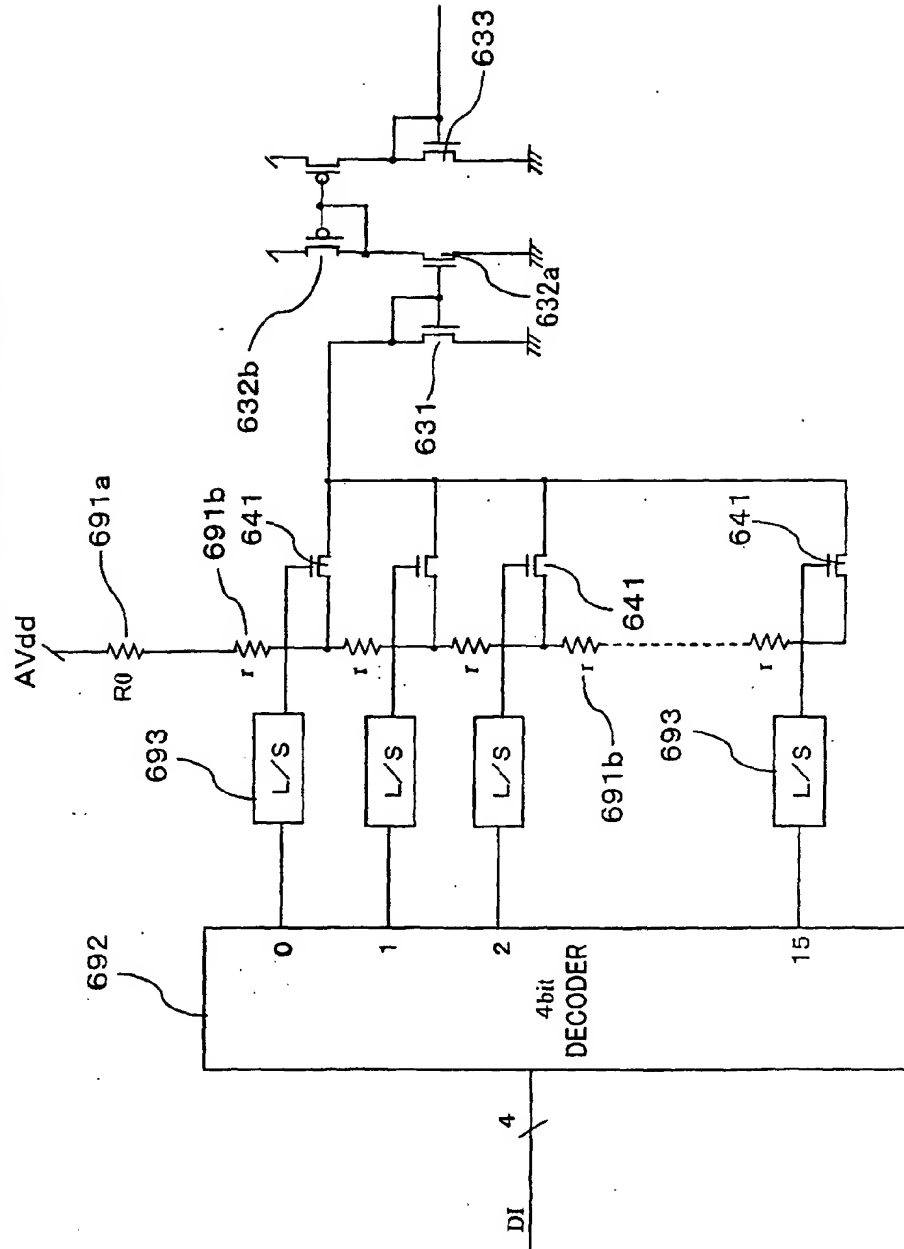 AVdd
691a
R0
691b
r
641
693
L/S
632b
631
632a
633
692
0
r
1
L/S
r
2
L/S
641
r
691b
r
693
L/S
641
15
4bit
DECODER
4
DI